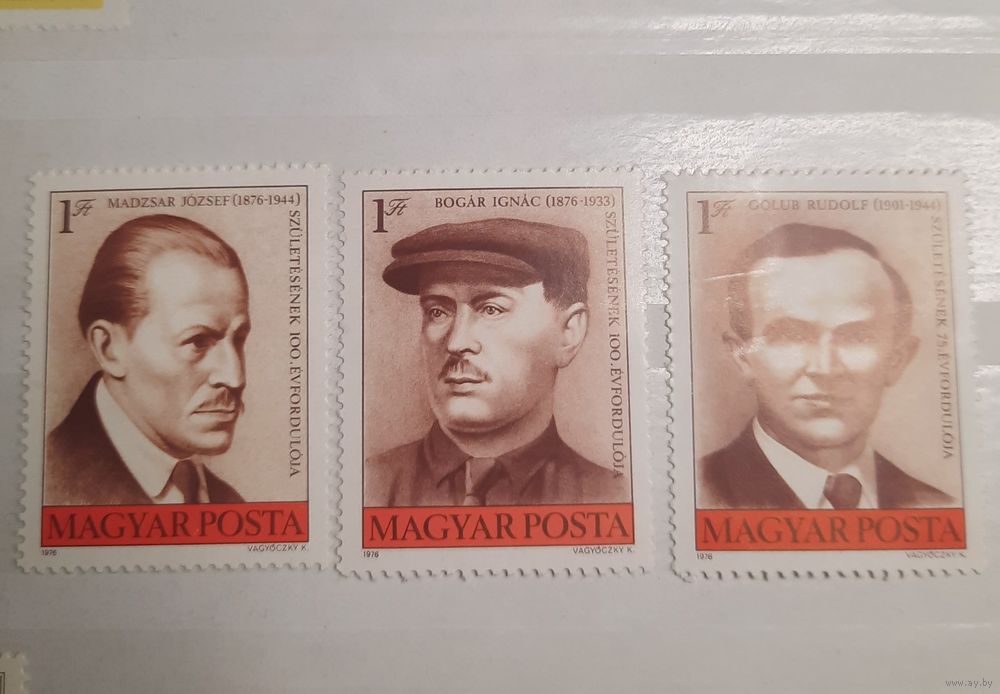 1 Ft MADZSAR JÓZSEF (1876-1944)
SZÜLETÉSÉNEK 100. ÉVFORDULÓJA
MAGYAR POSTA
1976 VAGYÓCZKY K.
1 Ft BOGÁR IGNÁC (1876-1933)
SZÜLETÉSÉNEK 100. ÉVFORDULÓJA
MAGYAR POSTA
1976 VAGYÓCZKY K.
1 Ft GOLUB RUDOLF (1901-1944)
SZÜLETÉSÉNEK 75. ÉVFORDULÓJA
MAGYAR POSTA
1976 VAGYÓCZKY K.
www.ay.by